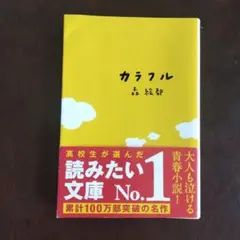 カラフル
森 絵都
大人も泣ける
青春小説！
高校生が選んだ
読みたい
文庫 No.1
累計100万部突破の名作